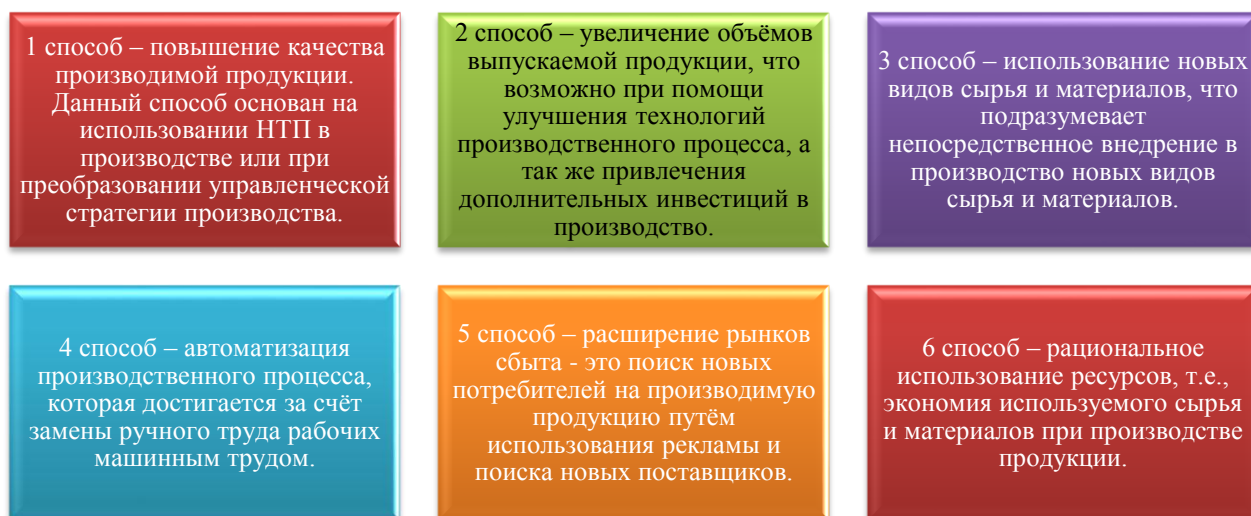 1 способ – повышение качества
производимой продукции.
Данный способ основан на
использовании НТП в
производстве или при
преобразовании управленческой
стратегии производства.
2 способ – увеличение объёмов
выпускаемой продукции, что
возможно при помощи
улучшения технологий
производственного процесса, а
так же привлечения
дополнительных инвестиций в
производство.
3 способ – использование новых
видов сырья и материалов, что
подразумевает
непосредственное внедрение в
производство новых видов
сырья и материалов.
4 способ – автоматизация
производственного процесса,
которая достигается за счёт
замены ручного труда рабочих
машинным трудом.
5 способ – расширение рынков
сбыта - это поиск новых
потребителей на производимую
продукцию путём
использования рекламы и
поиска новых поставщиков.
6 способ – рациональное
использование ресурсов, т.е.,
экономия используемого сырья
и материалов при производстве
продукции.